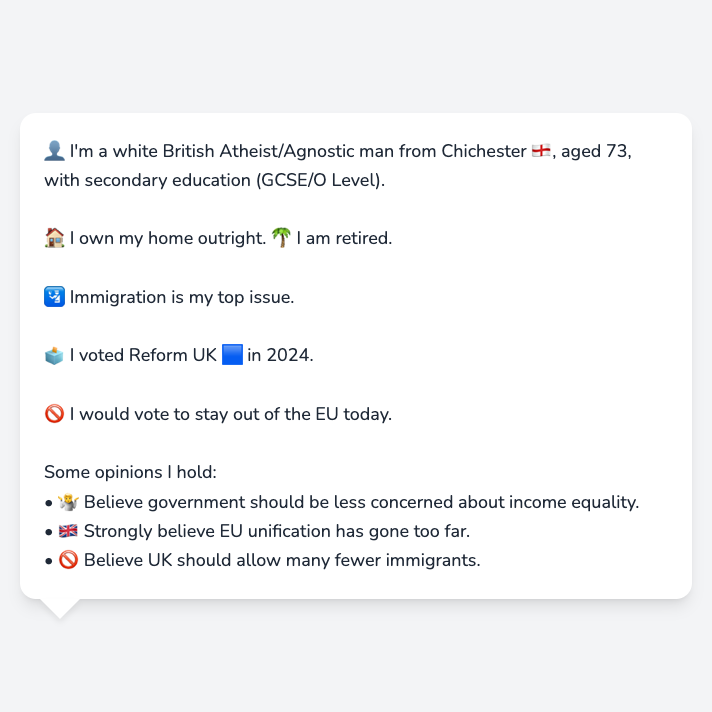 👤 I'm a white British Atheist/Agnostic man from Chichester 🏴󠁧󠁢󠁥󠁮󠁧󠁿, aged 73,
with secondary education (GCSE/O Level).
🏠 I own my home outright. 🌴 I am retired.
🛂 Immigration is my top issue.
🗳️ I voted Reform UK 🟦 in 2024.
🚫 I would vote to stay out of the EU today.
Some opinions I hold:
• 🤷 Believe government should be less concerned about income equality.
• 🇬🇧 Strongly believe EU unification has gone too far.
• 🚫 Believe UK should allow many fewer immigrants.